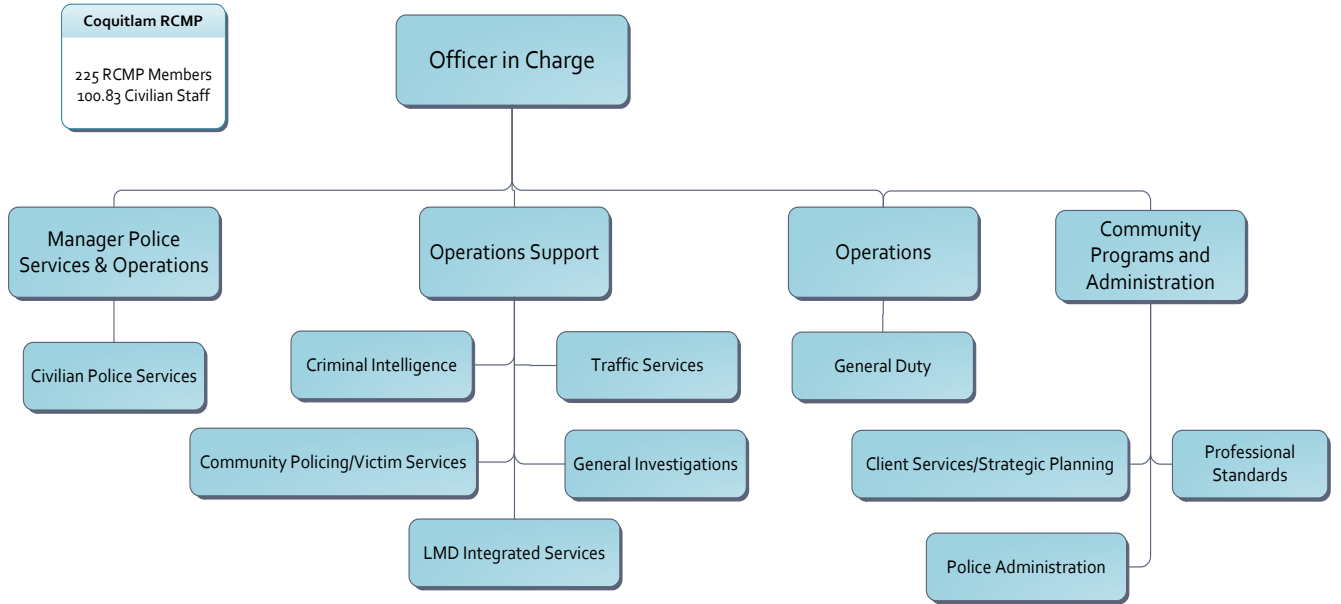 Coquitlam RCMP
225 RCMP Members
100.83 Civilian Staff
Officer in Charge
Manager Police
Services & Operations
Operations Support
Operations
Community
Programs and
Administration
Civilian Police Services
Criminal Intelligence
Traffic Services
General Duty
Community Policing/Victim Services
General Investigations
Client Services/Strategic Planning
Professional
Standards
LMD Integrated Services
Police Administration